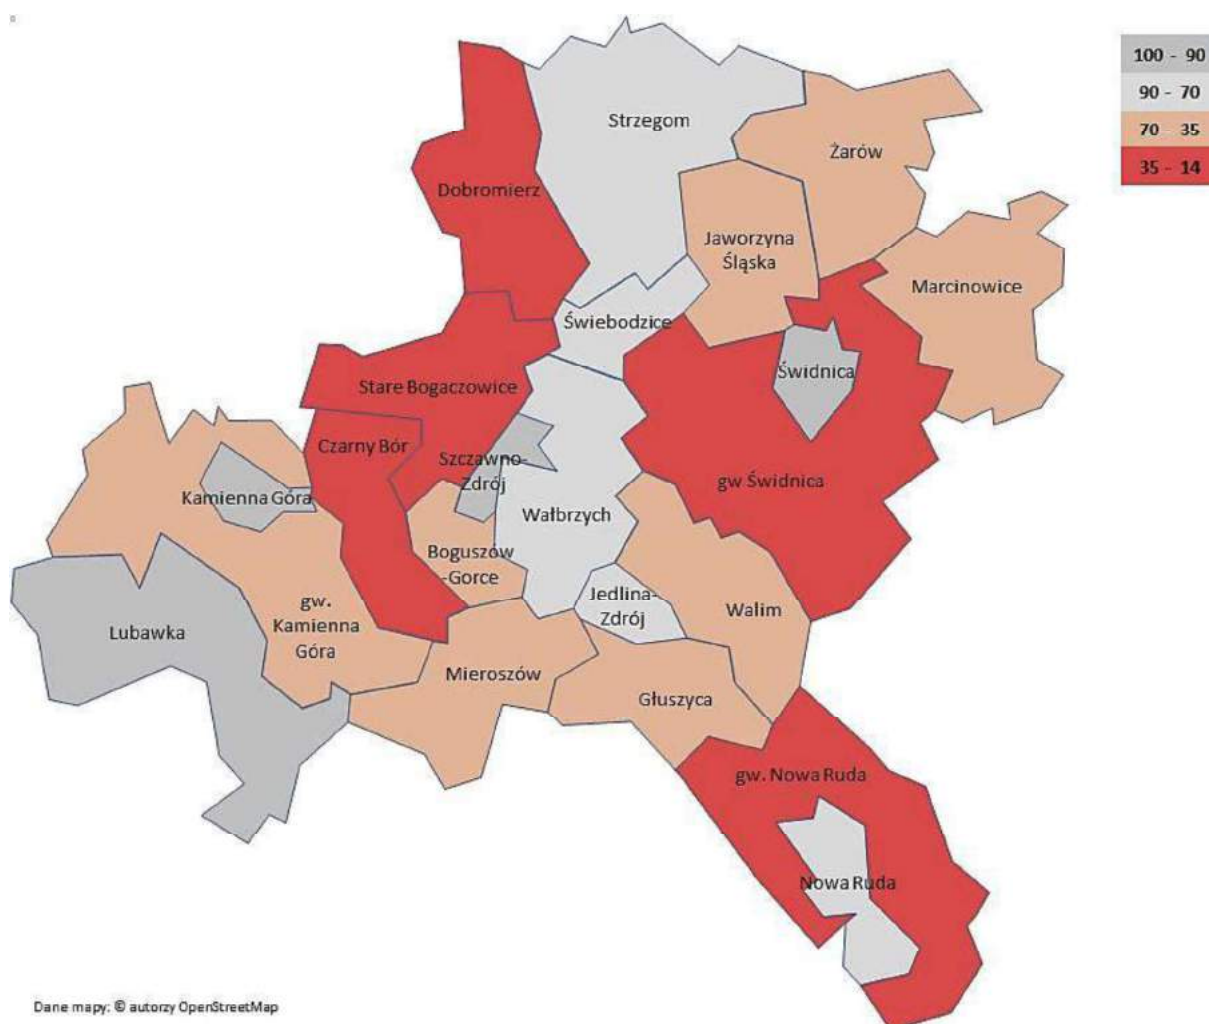 100 - 90
90 - 70
70 - 35
35 - 14
Strzegom
Żarów
Dobromierz
Jaworzyna
Śląska
Marcinowice
Świebodzice
Świdnica
Stare Bogaczowice
Czarny Bór
Szczawno-
Zdrój
gw Świdnica
Kamienna Góra
Wałbrzych
Boguszów
-Gorce
Jedlina-
Zdrój
Walim
gw.
Kamienna
Góra
Lubawka
Mieroszów
Głuszyca
gw. Nowa Ruda
Nowa Ruda
Dane mapy: © autorzy OpenStreetMap